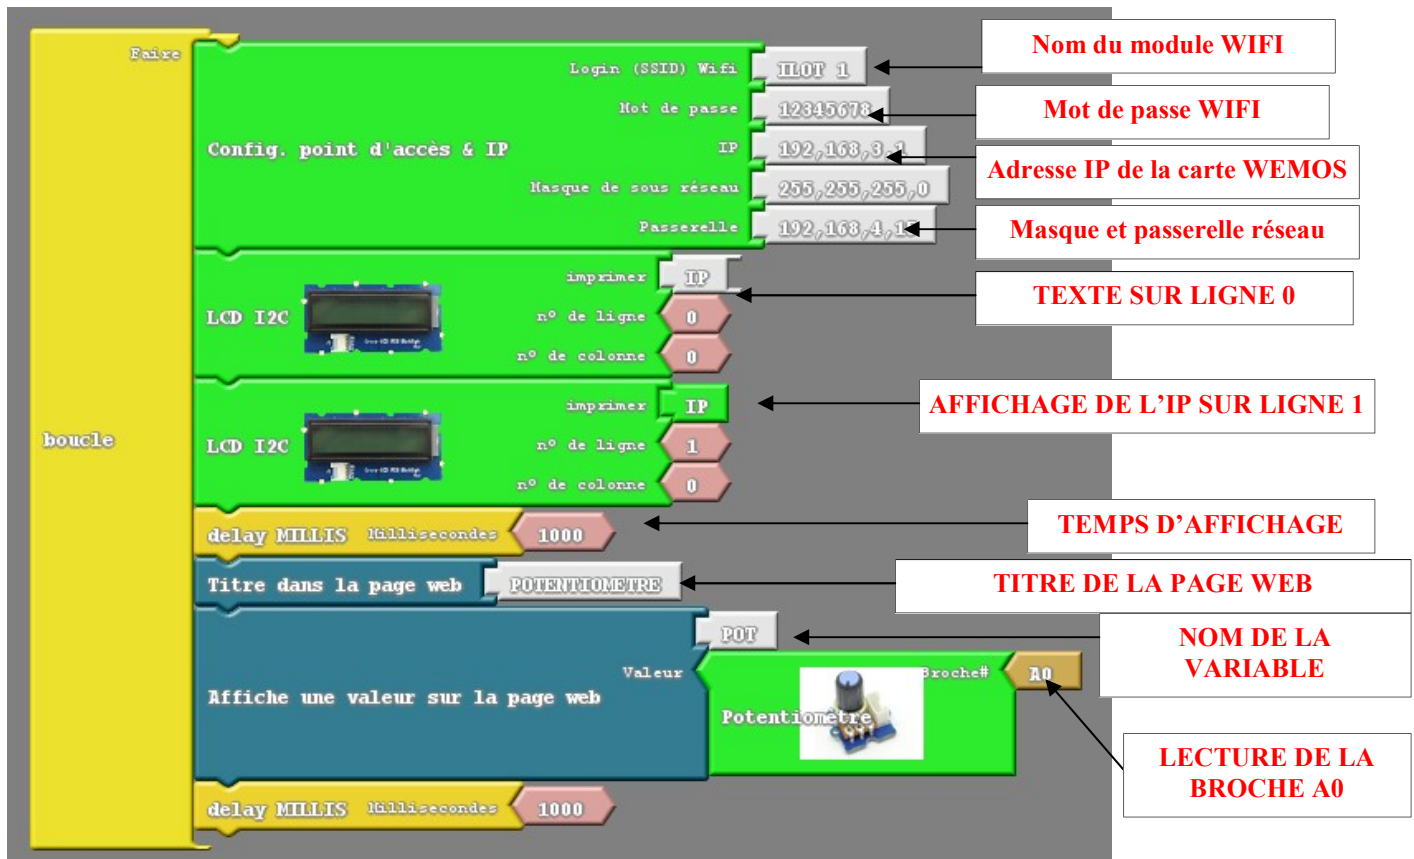 Faire
Login (SSID) Wifi
ILOT 1
Nom du module WIFI
Mot de passe
12345678
Mot de passe WIFI
Config. point d'accès & IP
IP
192,168,3,1
Adresse IP de la carte WEMOS
Masque de sous réseau
255,255,255,0
Passerelle
192,168,4,
Masque et passerelle réseau
imprimer
IP
TEXTE SUR LIGNE 0
LCD I2C
nº de ligne
0
nº de colonne
0
imprimer
IP
AFFICHAGE DE L’IP SUR LIGNE 1
boucle
LCD I2C
nº de ligne
1
nº de colonne
0
delay MILLIS
Millisecondes
1000
TEMPS D’AFFICHAGE
Titre dans la page web
POTENTIOMETRE
TITRE DE LA PAGE WEB
POT
NOM DE LA
VARIABLE
Valeur
Broche#
A0
Affiche une valeur sur la page web
Potentiomètre
LECTURE DE LA
BROCHE A0
delay MILLIS
Millisecondes
1000